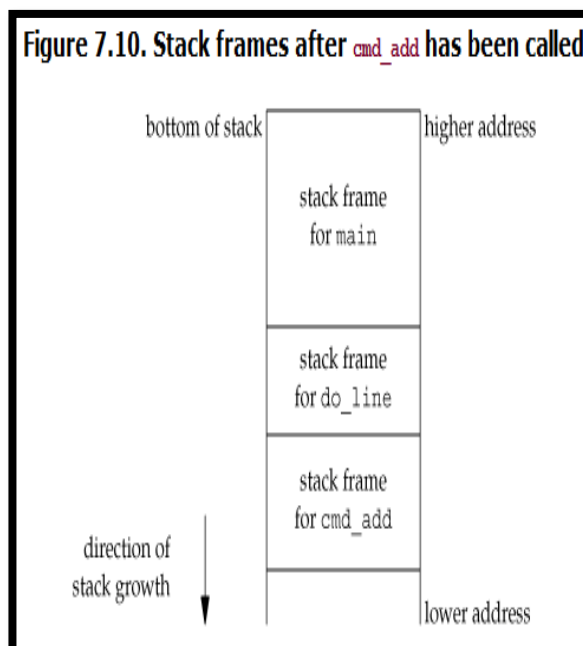 Figure 7.10. Stack frames after cmd_add has been called
bottom of stack
higher address
stack frame
for main
stack frame
for do_line
stack frame
for cmd_add
direction of
stack growth
lower address